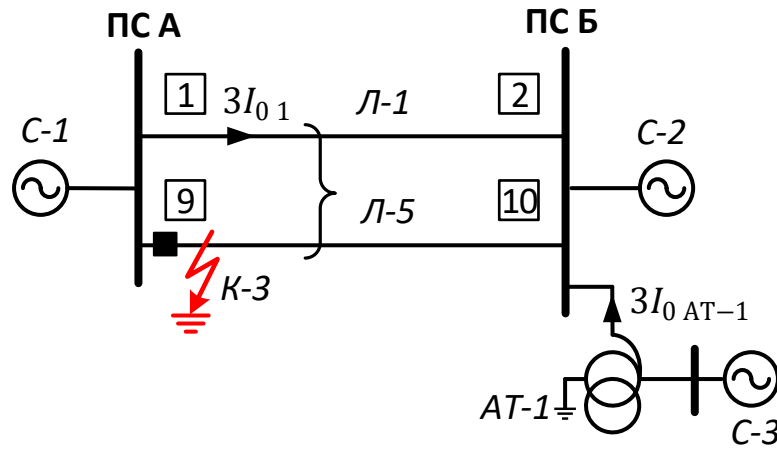 ПС А
ПС Б
1
3I₀ ₁
Л-1
2
С-1
С-2
9
Л-5
10
К-3
3I₀ АТ−1
АТ-1
С-3